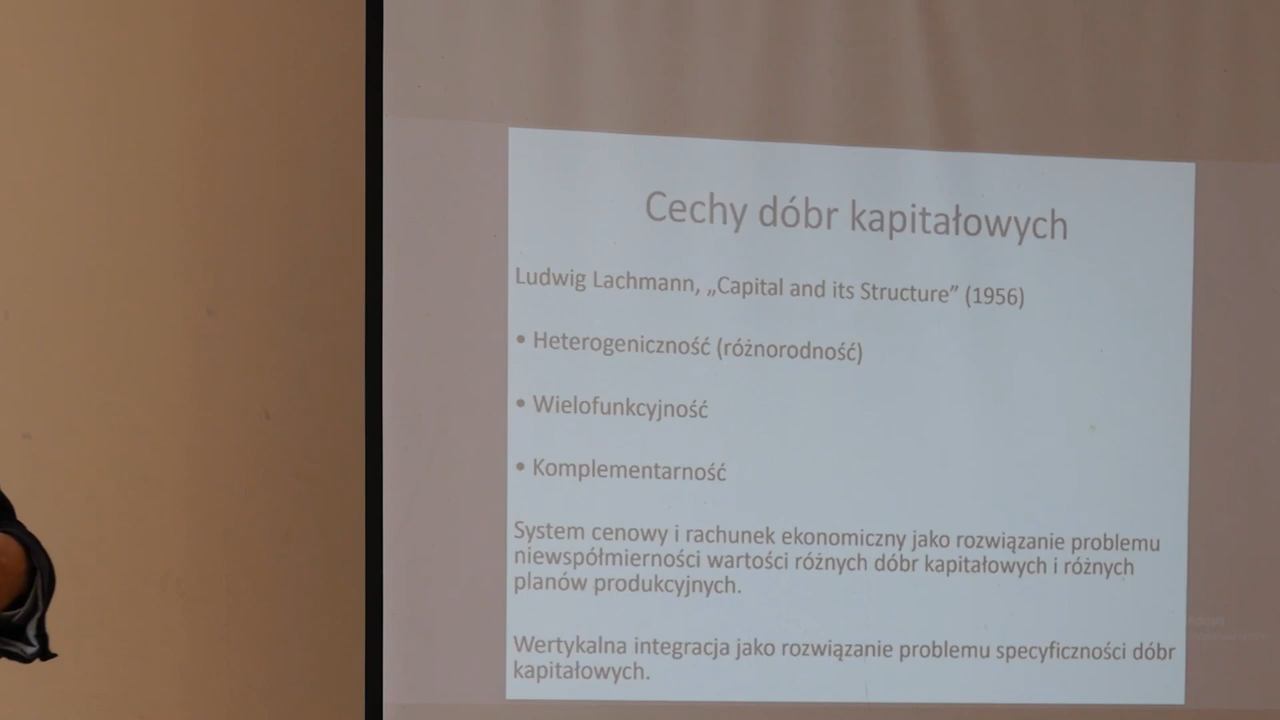 Cechy dóbr kapitałowych
Ludwig Lachmann, „Capital and its Structure” (1956)
• Heterogeniczność (różnorodność)
• Wielofunkcyjność
• Komplementarność
System cenowy i rachunek ekonomiczny jako rozwiązanie problemu
niewspółmierności wartości różnych dóbr kapitałowych i różnych
planów produkcyjnych.
Wertykalna integracja jako rozwiązanie problemu specyficzności dóbr
kapitałowych.